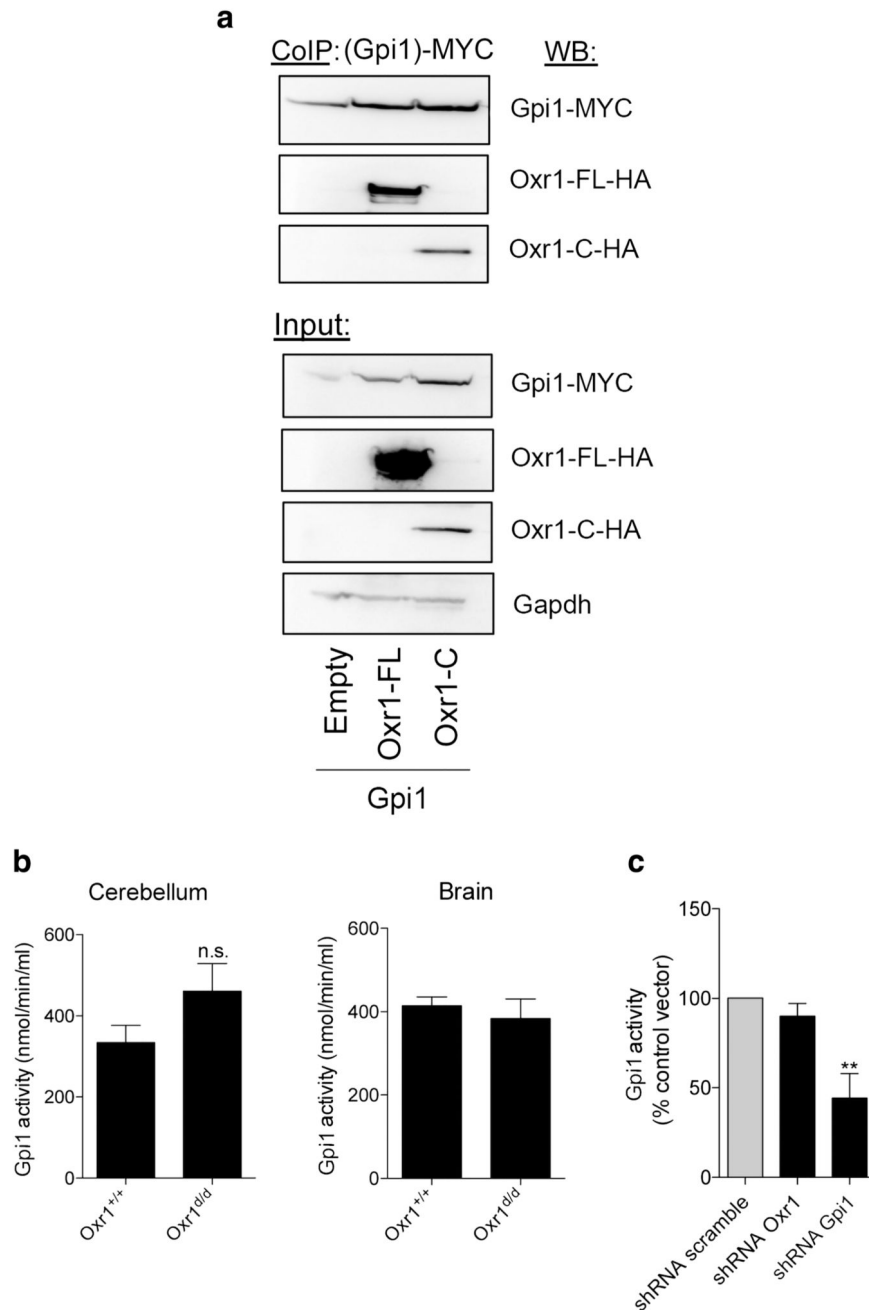 a
CoIP: (Gpi1)-MYC WB:
Gpi1-MYC
Oxr1-FL-HA
Oxr1-C-HA
Input:
Gpi1-MYC
Oxr1-FL-HA
Oxr1-C-HA
Gapdh
Empty
Oxr1-FL
Oxr1-C
Gpi1
b
Cerebellum
Gpi1 activity (nmol/min/ml)
600
400
200
0
n.s.
Oxr1+/+
Oxr1d/d
Brain
Gpi1 activity (nmol/min/ml)
600
400
200
0
Oxr1+/+
Oxr1d/d
c
Gpi1 activity
(% control vector)
150
100
50
0
**
shRNA scramble
shRNA Oxr1
shRNA Gpi1